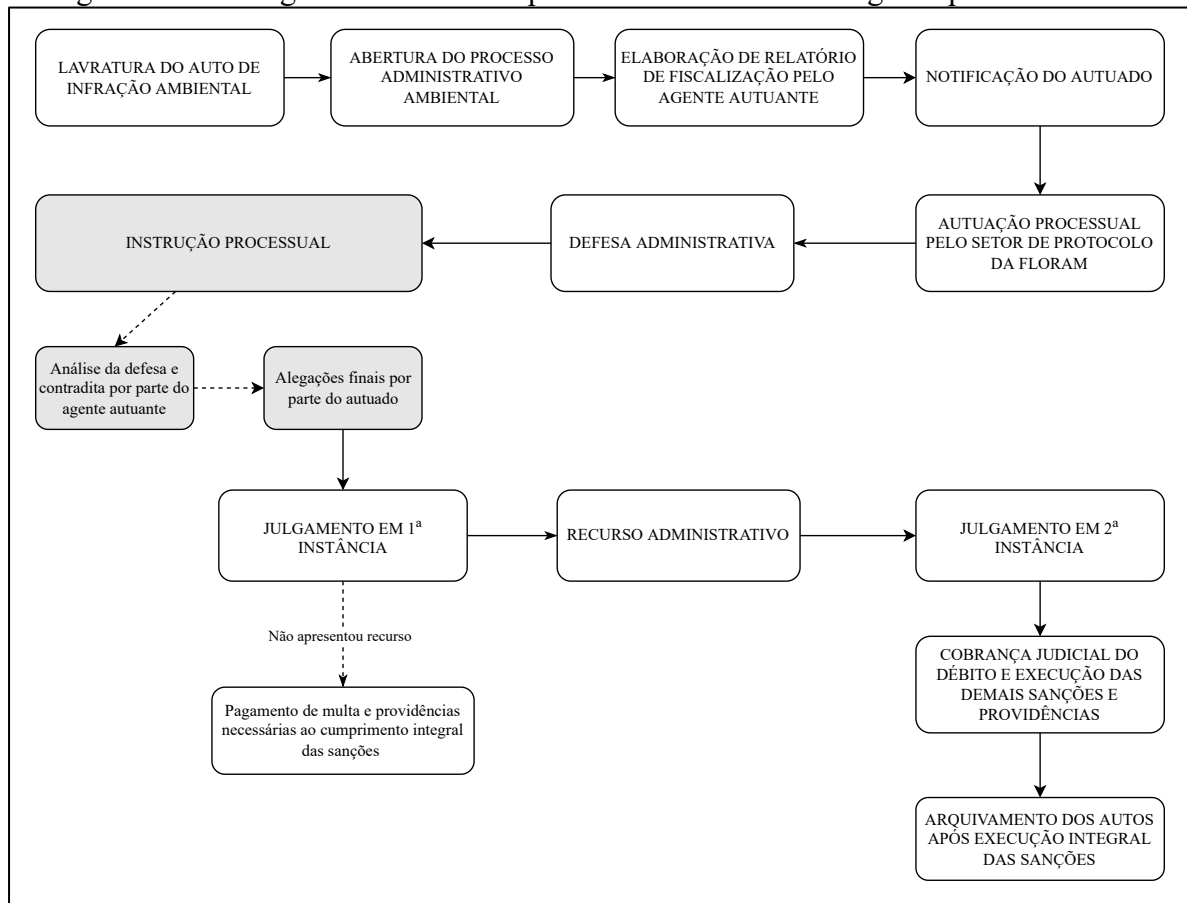 LAVRATURA DO AUTO DE
INFRAÇÃO AMBIENTAL
ABERTURA DO PROCESSO
ADMINISTRATIVO
AMBIENTAL
ELABORAÇÃO DE RELATÓRIO
DE FISCALIZAÇÃO PELO
AGENTE AUTUANTE
NOTIFICAÇÃO DO AUTUADO
AUTUAÇÃO PROCESSUAL
PELO SETOR DE PROTOCOLO
DA FLORAM
DEFESA ADMINISTRATIVA
INSTRUÇÃO PROCESSUAL
Análise da defesa e
contradita por parte do
agente autuante
Alegações finais por
parte do autuado
JULGAMENTO EM 1ª
INSTÂNCIA
RECURSO ADMINISTRATIVO
JULGAMENTO EM 2ª
INSTÂNCIA
Não apresentou recurso
Pagamento de multa e providências
necessárias ao cumprimento integral
das sanções
COBRANÇA JUDICIAL DO
DÉBITO E EXECUÇÃO DAS
DEMAIS SANÇÕES E
PROVIDÊNCIAS
ARQUIVAMENTO DOS AUTOS
APÓS EXECUÇÃO INTEGRAL
DAS SANÇÕES